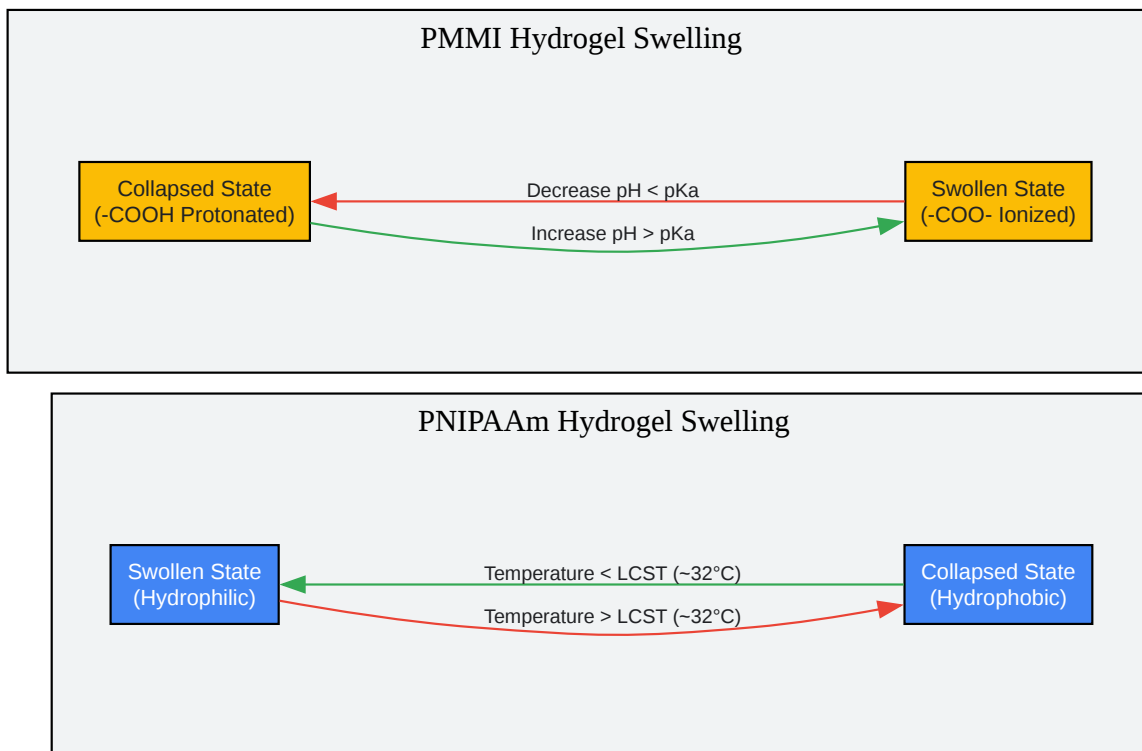 PMMI Hydrogel Swelling
Collapsed State
(-COOH Protonated)
Decrease pH < pKa
Increase pH > pKa
Swollen State
(-COO- Ionized)
PNIPAAm Hydrogel Swelling
Swollen State
(Hydrophilic)
Temperature < LCST (~32°C)
Temperature > LCST (~32°C)
Collapsed State
(Hydrophobic)